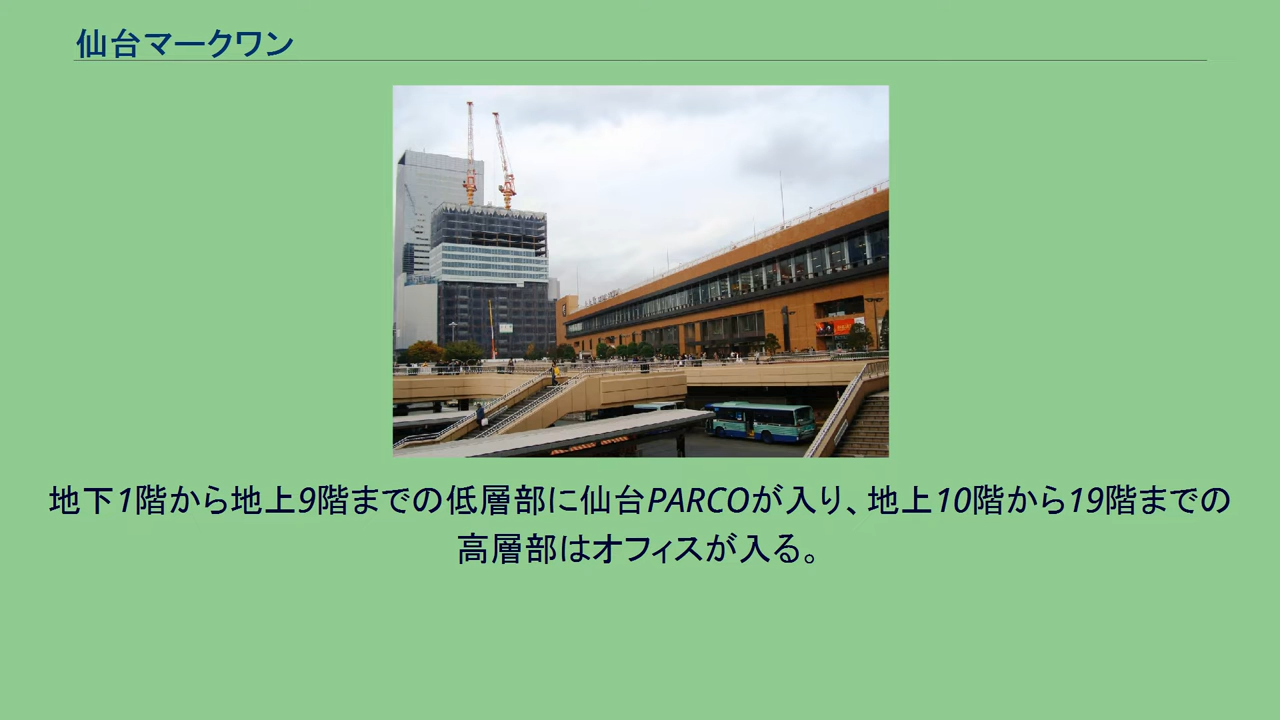 仙台マークワン
地下1階から地上9階までの低層部に仙台PARCOが入り、地上10階から19階までの
高層部はオフィスが入る。